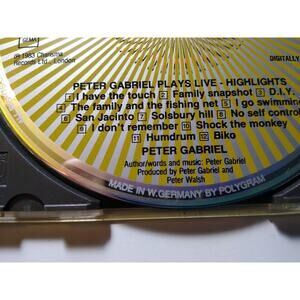 GEMA
℗ 1983 Charisma
Records Ltd., London
DIGITALLY
PETER GABRIEL PLAYS LIVE - HIGHLIGHTS
1 I have the touch 2 Family snapshot 3 D.I.Y.
4 The family and the fishing net 5 I go swimming
6 San Jacinto 7 Solsbury hill 8 No self control
9 I don't remember 10 Shock the monkey
11 Humdrum 12 Biko
PETER GABRIEL
Author/words and music: Peter Gabriel
Produced by Peter Gabriel and
Peter Walsh
MADE IN W. GERMANY BY POLYGRAM